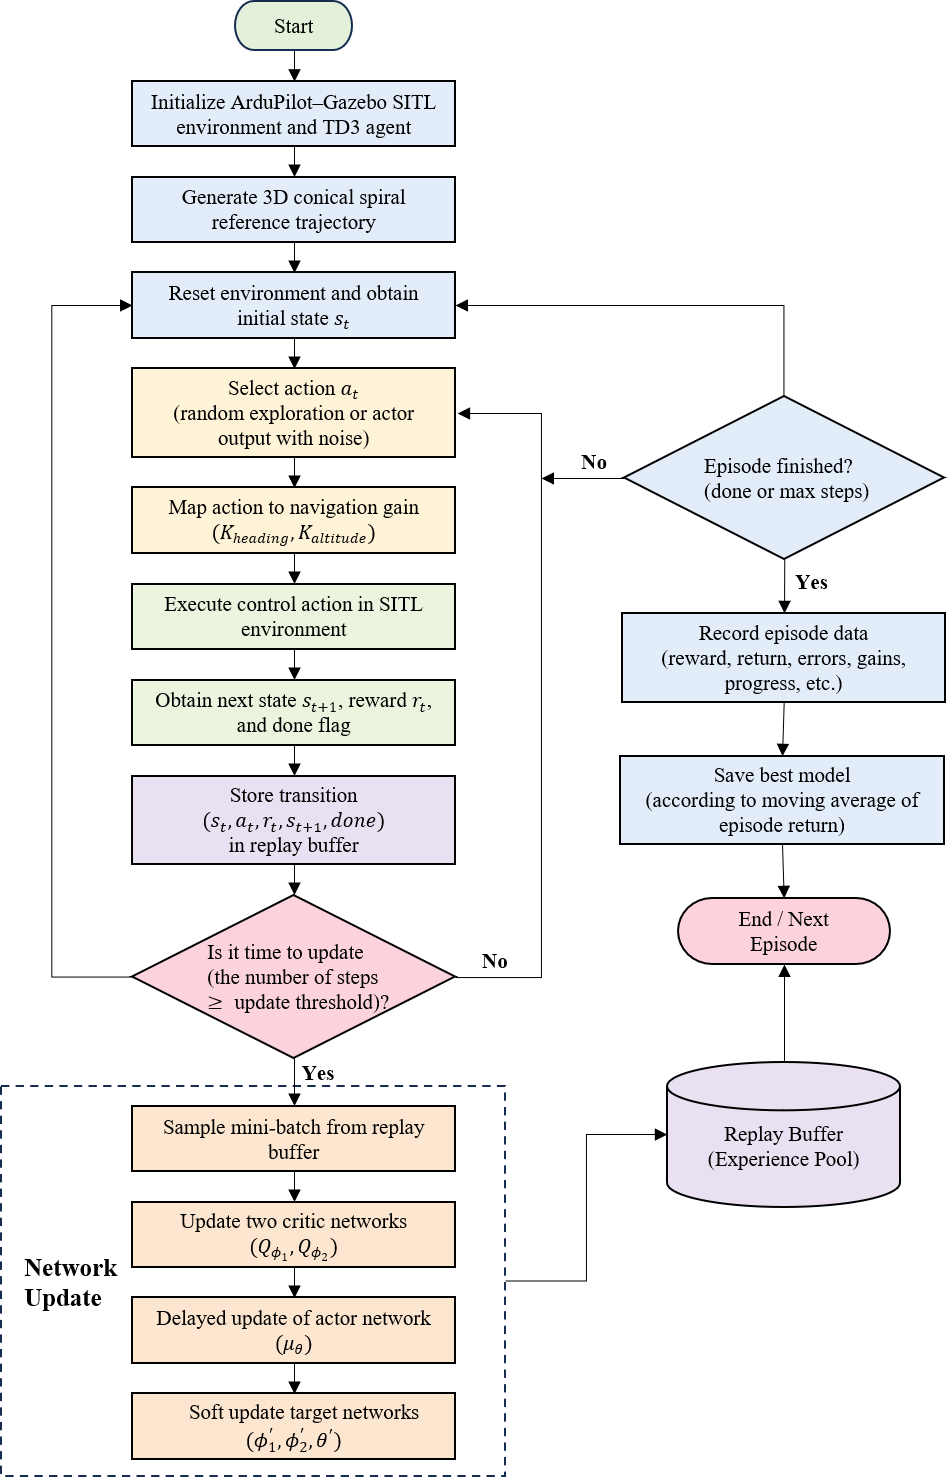 Start
Initialize ArduPilot–Gazebo SITL
environment and TD3 agent
Generate 3D conical spiral
reference trajectory
Reset environment and obtain
initial state s_t
Select action a_t
(random exploration or actor
output with noise)
Map action to navigation gain
(K_heading, K_altitude)
Execute control action in SITL
environment
Obtain next state s_{t+1}, reward r_t,
and done flag
Store transition
(s_t, a_t, r_t, s_{t+1}, done)
in replay buffer
Is it time to update
(the number of steps
≥ update threshold)?
No
Yes
Network
Update
Sample mini-batch from replay
buffer
Update two critic networks
(Q_{ϕ_1}, Q_{ϕ_2})
Delayed update of actor network
(μ_θ)
Soft update target networks
(ϕ′_1, ϕ′_2, θ′)
Episode finished?
(done or max steps)
No
Yes
Record episode data
(reward, return, errors, gains,
progress, etc.)
Save best model
(according to moving average of
episode return)
End / Next
Episode
Replay Buffer
(Experience Pool)